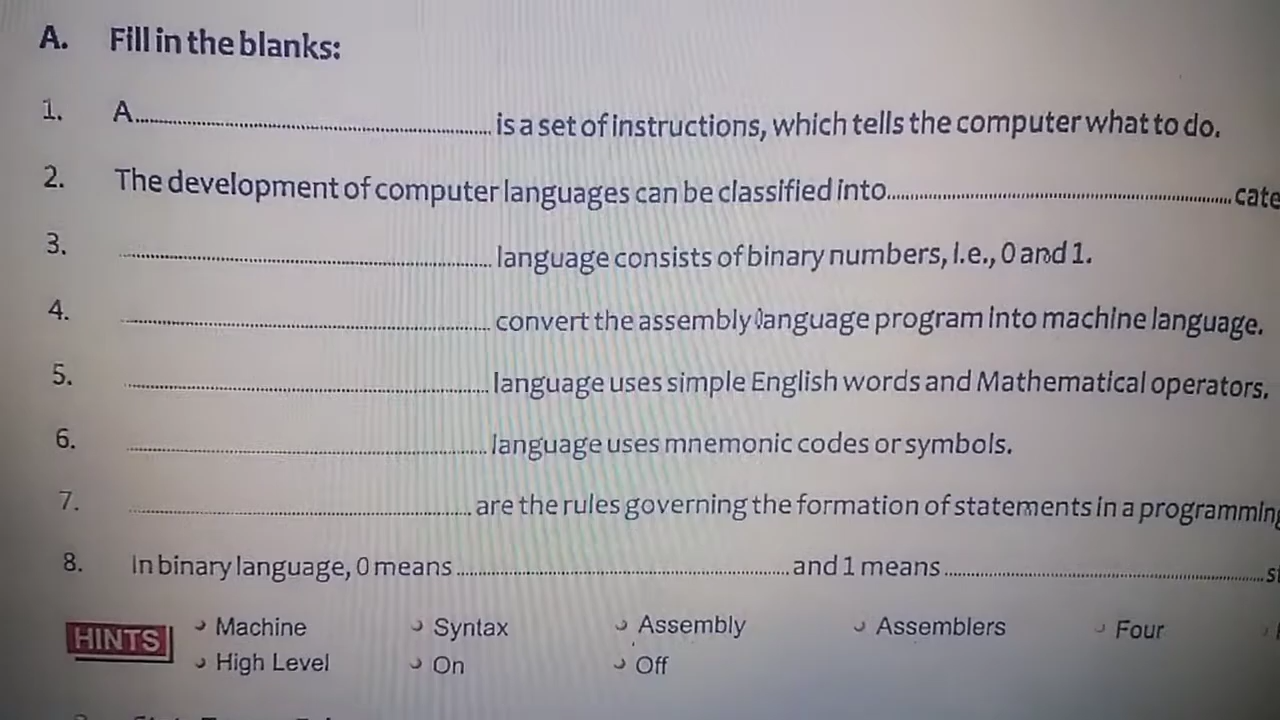 A. Fill in the blanks:
1. A.................... is a set of instructions, which tells the computer what to do.
2. The development of computer languages can be classified into.................... cate
3. .................... language consists of binary numbers, i.e., 0 and 1.
4. .................... convert the assembly language program into machine language.
5. .................... language uses simple English words and Mathematical operators.
6. .................... language uses mnemonic codes or symbols.
7. .................... are the rules governing the formation of statements in a programming
8. In binary language, 0 means .................... and 1 means ....................
HINTS Machine Syntax Assembly Assemblers Four
High Level On Off